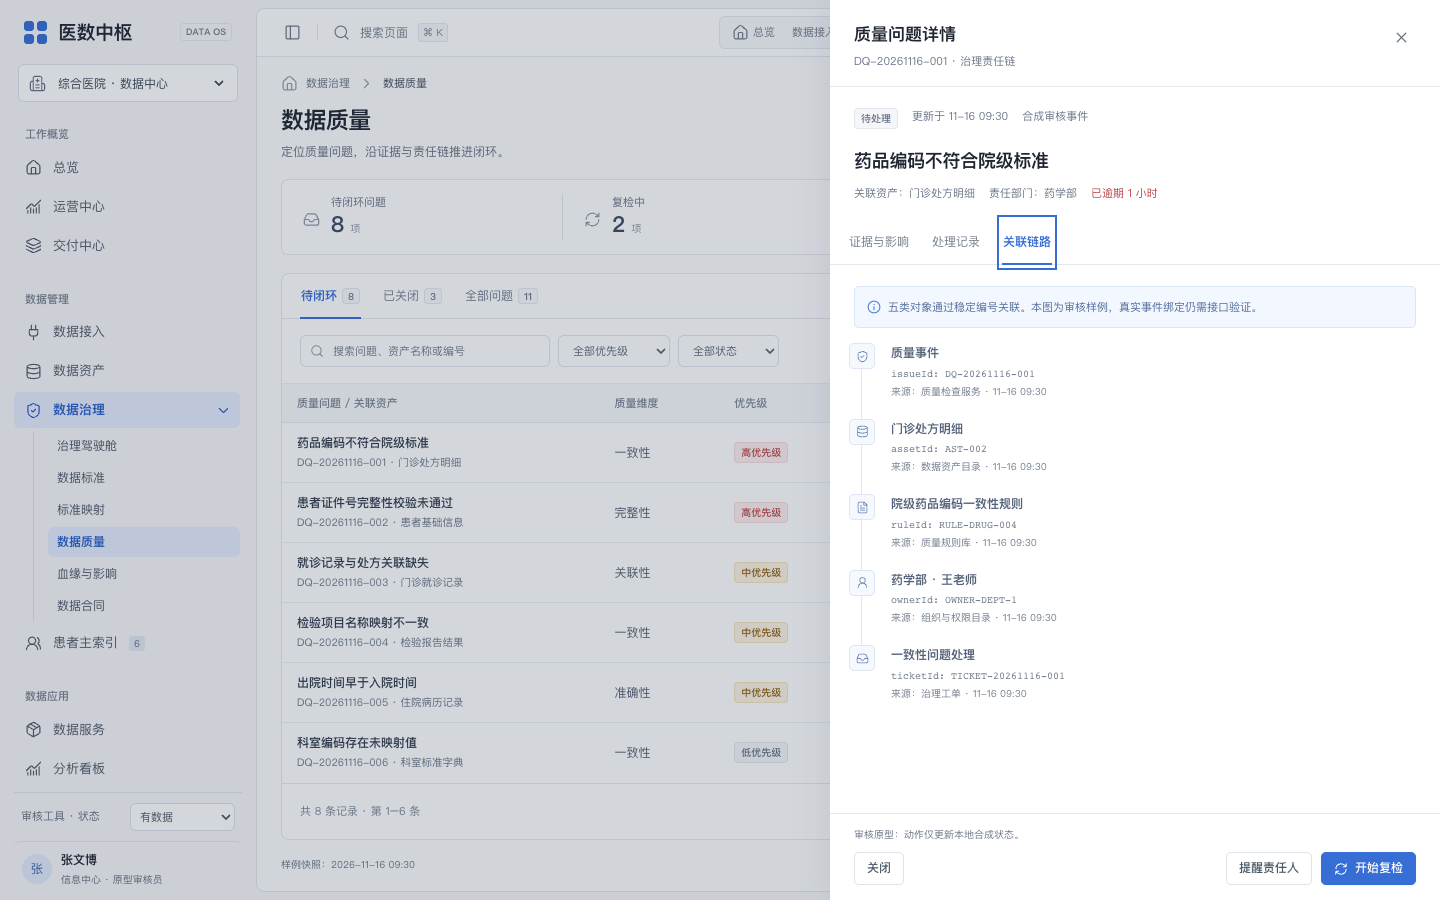 医数中枢
DATA OS
综合医院 · 数据中心
工作概览
总览
运营中心
交付中心
数据管理
数据接入
数据资产
数据治理
治理驾驶舱
数据标准
标准映射
数据质量
血缘与影响
数据合同
患者主索引 6
数据应用
数据服务
分析看板
审核工具 · 状态 有数据
张 张文博
信息中心 · 原型审核员
搜索页面 ⌘ K
总览 数据接入
数据治理 数据质量
数据质量
定位质量问题，沿证据与责任链推进闭环。
待闭环问题
8 项
复检中
2 项
待闭环 8 已关闭 3 全部问题 11
搜索问题、资产名称或编号 全部优先级 全部状态
质量问题 / 关联资产 质量维度 优先级
药品编码不符合院级标准
DQ-20261116-001 · 门诊处方明细
一致性 高优先级
患者证件号完整性校验未通过
DQ-20261116-002 · 患者基础信息
完整性 高优先级
就诊记录与处方关联缺失
DQ-20261116-003 · 门诊就诊记录
关联性 中优先级
检验项目名称映射不一致
DQ-20261116-004 · 检验报告结果
一致性 中优先级
出院时间早于入院时间
DQ-20261116-005 · 住院病历记录
准确性 中优先级
科室编码存在未映射值
DQ-20261116-006 · 科室标准字典
一致性 低优先级
共 8 条记录 · 第 1–6 条
样例快照：2026-11-16 09:30
质量问题详情
DQ-20261116-001 · 治理责任链
待处理 更新于 11-16 09:30 合成审核事件
药品编码不符合院级标准
关联资产：门诊处方明细 责任部门：药学部 已逾期 1 小时
证据与影响 处理记录 关联链路
五类对象通过稳定编号关联。本图为审核样例，真实事件绑定仍需接口验证。
质量事件
issueId: DQ-20261116-001
来源：质量检查服务 · 11-16 09:30
门诊处方明细
assetId: AST-002
来源：数据资产目录 · 11-16 09:30
院级药品编码一致性规则
ruleId: RULE-DRUG-004
来源：质量规则库 · 11-16 09:30
药学部 · 王老师
ownerId: OWNER-DEPT-1
来源：组织与权限目录 · 11-16 09:30
一致性问题处理
ticketId: TICKET-20261116-001
来源：治理工单 · 11-16 09:30
审核原型：动作仅更新本地合成状态。
关闭 提醒责任人 开始复检